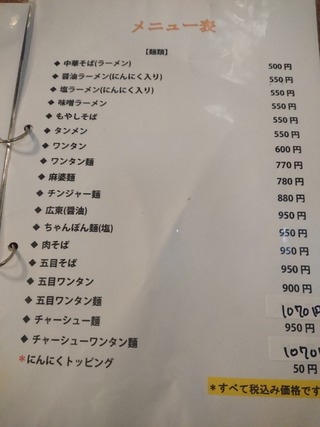 メニュー表
【麺類】
◆ 中華そば(ラーメン) 500円
◆ 醤油ラーメン(にんにく入り) 550円
◆ 塩ラーメン(にんにく入り) 550円
◆ 味噌ラーメン 550円
◆ もやしそば 550円
◆ タンメン 550円
◆ ワンタン 600円
◆ ワンタン麺 770円
◆ 麻婆麺 780円
◆ チンジャー麺 880円
◆ 広東(醤油) 950円
◆ ちゃんぽん麺(塩) 950円
◆ 肉そば 950円
◆ 五目そば 950円
◆ 五目ワンタン 900円
◆ 五目ワンタン麺 1070円
◆ チャーシュー麺 950円
◆ チャーシューワンタン麺 1070円
*にんにくトッピング 50円
*すべて税込み価格です